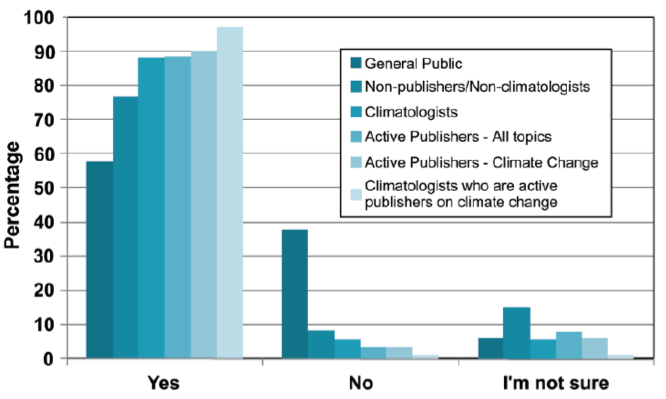 100
90
80
70
60
50
40
30
20
10
0
Percentage
General Public
Non-publishers/Non-climatologists
Climatologists
Active Publishers - All topics
Active Publishers - Climate Change
Climatologists who are active
publishers on climate change
Yes
No
I'm not sure